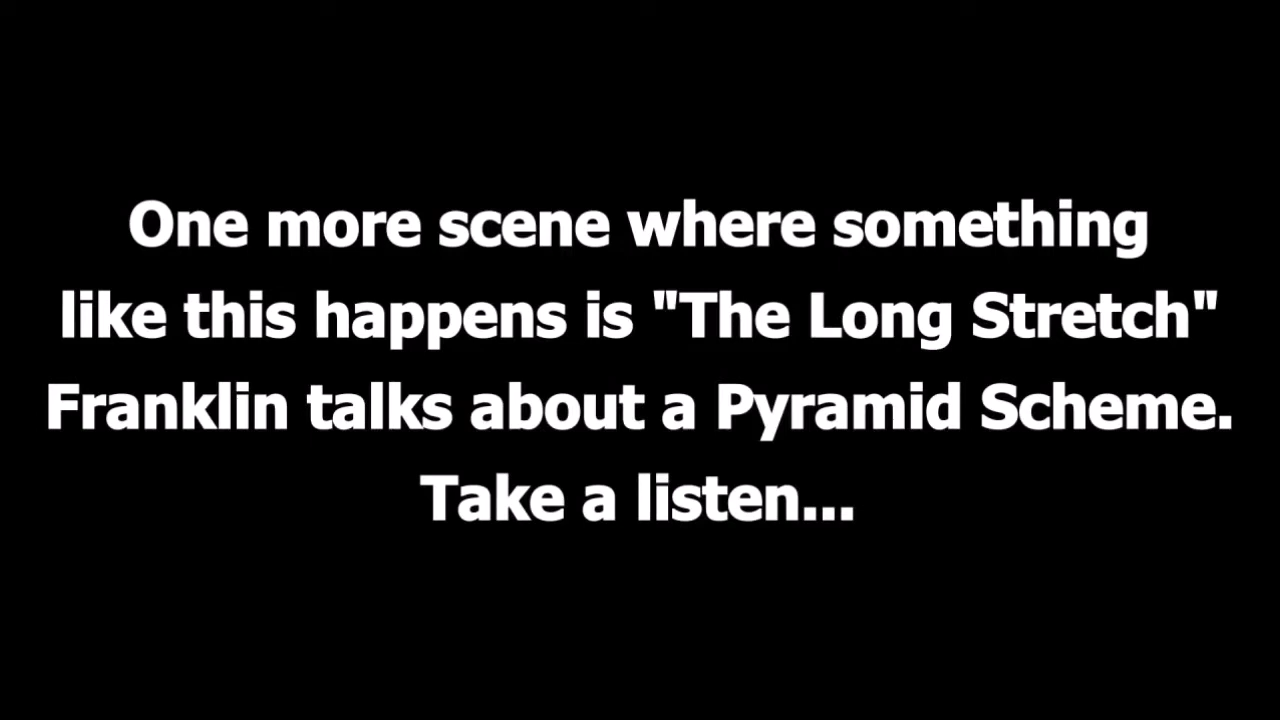 One more scene where something
like this happens is "The Long Stretch"
Franklin talks about a Pyramid Scheme.
Take a listen...